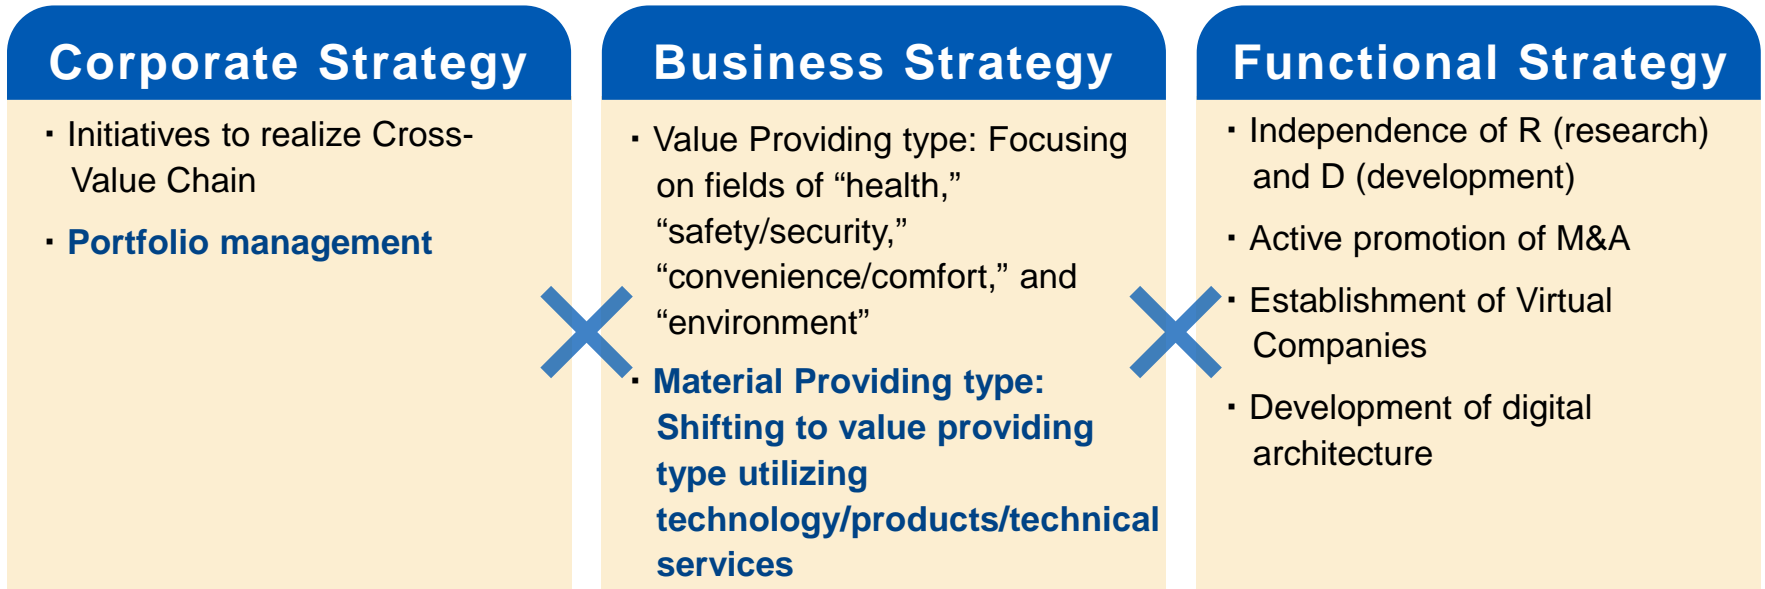 Corporate Strategy
・Initiatives to realize Cross-
Value Chain
・Portfolio management
Business Strategy
・Value Providing type: Focusing
on fields of “health,”
“safety/security,”
“convenience/comfort,” and
“environment”
・Material Providing type:
Shifting to value providing
type utilizing
technology/products/technical
services
Functional Strategy
・Independence of R (research)
and D (development)
・Active promotion of M&A
・Establishment of Virtual
Companies
・Development of digital
architecture